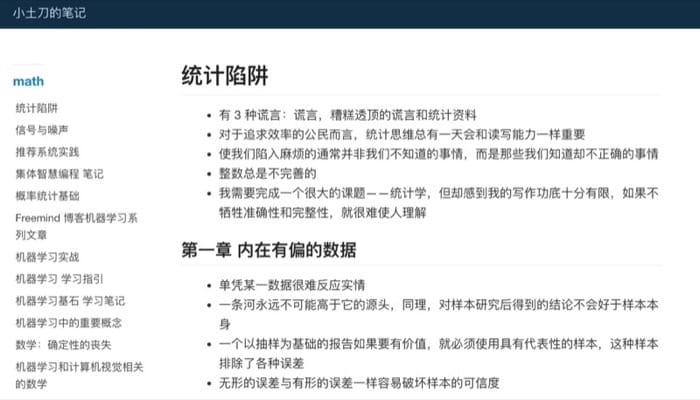 小土刀的笔记
math
统计陷阱
信号与噪声
推荐系统实践
集体智慧编程 笔记
概率统计基础
Freemind 博客机器学习系
列文章
机器学习实战
机器学习 学习指引
机器学习基石 学习笔记
机器学习中的重要概念
数学：确定性的丧失
机器学习和计算机视觉相关
的数学
统计陷阱
有 3 种谎言：谎言，糟糕透顶的谎言和统计资料
对于追求效率的公民而言，统计思维总有一天会和读写能力一样重要
使我们陷入麻烦的通常并非我们不知道的事情，而是那些我们知道却不正确的事情
整数总是不完善的
我需要完成一个很大的课题——统计学，但却感到我的写作功底十分有限，如果不
牺牲准确性和完整性，就很难使人理解
第一章 内在有偏的数据
单凭某一数据很难反应实情
一条河永远不可能高于它的源头，同理，对样本研究后得到的结论不会好于样本本
身
一个以抽样为基础的报告如果要有价值，就必须使用具有代表性的样本，这种样本
排除了各种误差
无形的误差与有形的误差一样容易破坏样本的可信度